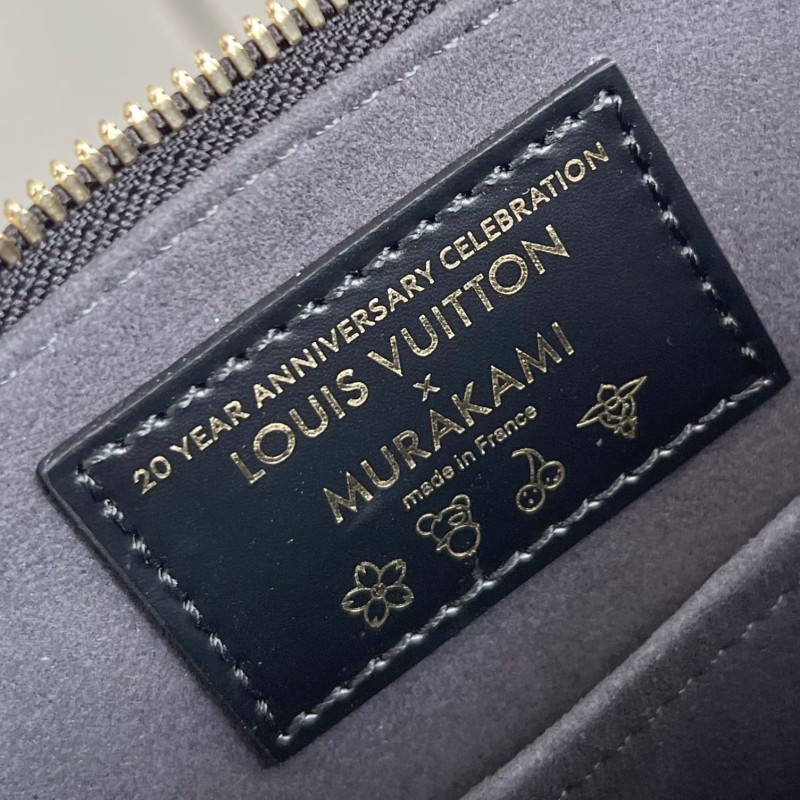 20 YEAR ANNIVERSARY CELEBRATION
LOUIS VUITTON
x
MURAKAMI
made in France